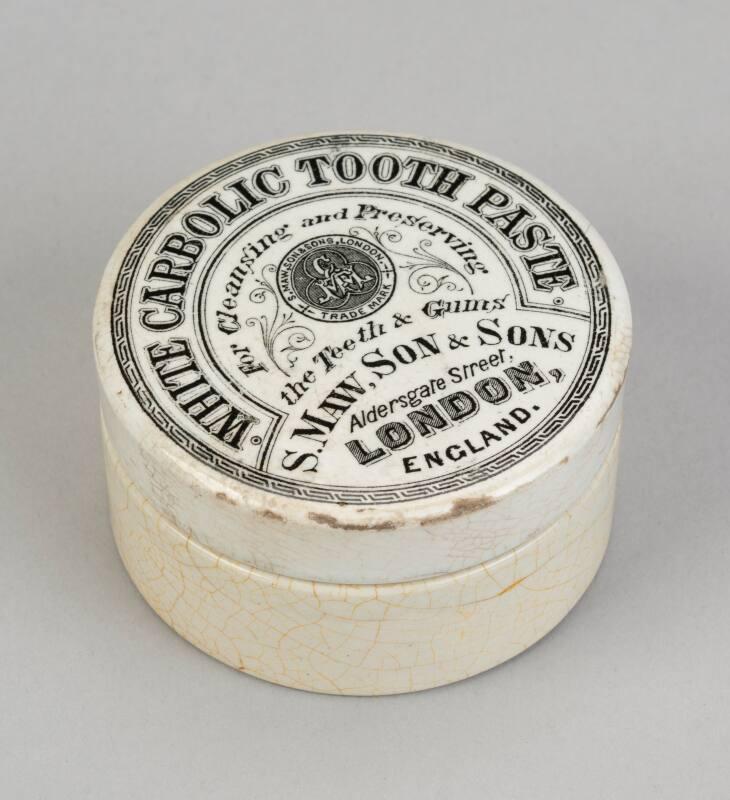 WHITE CARBOLIC TOOTH PASTE
For Cleansing and Preserving
S. MAW, SON & SONS, LONDON.
TRADE MARK
the Teeth & Gums
S. MAW, SON & SONS
Aldersgate Street,
LONDON,
ENGLAND.